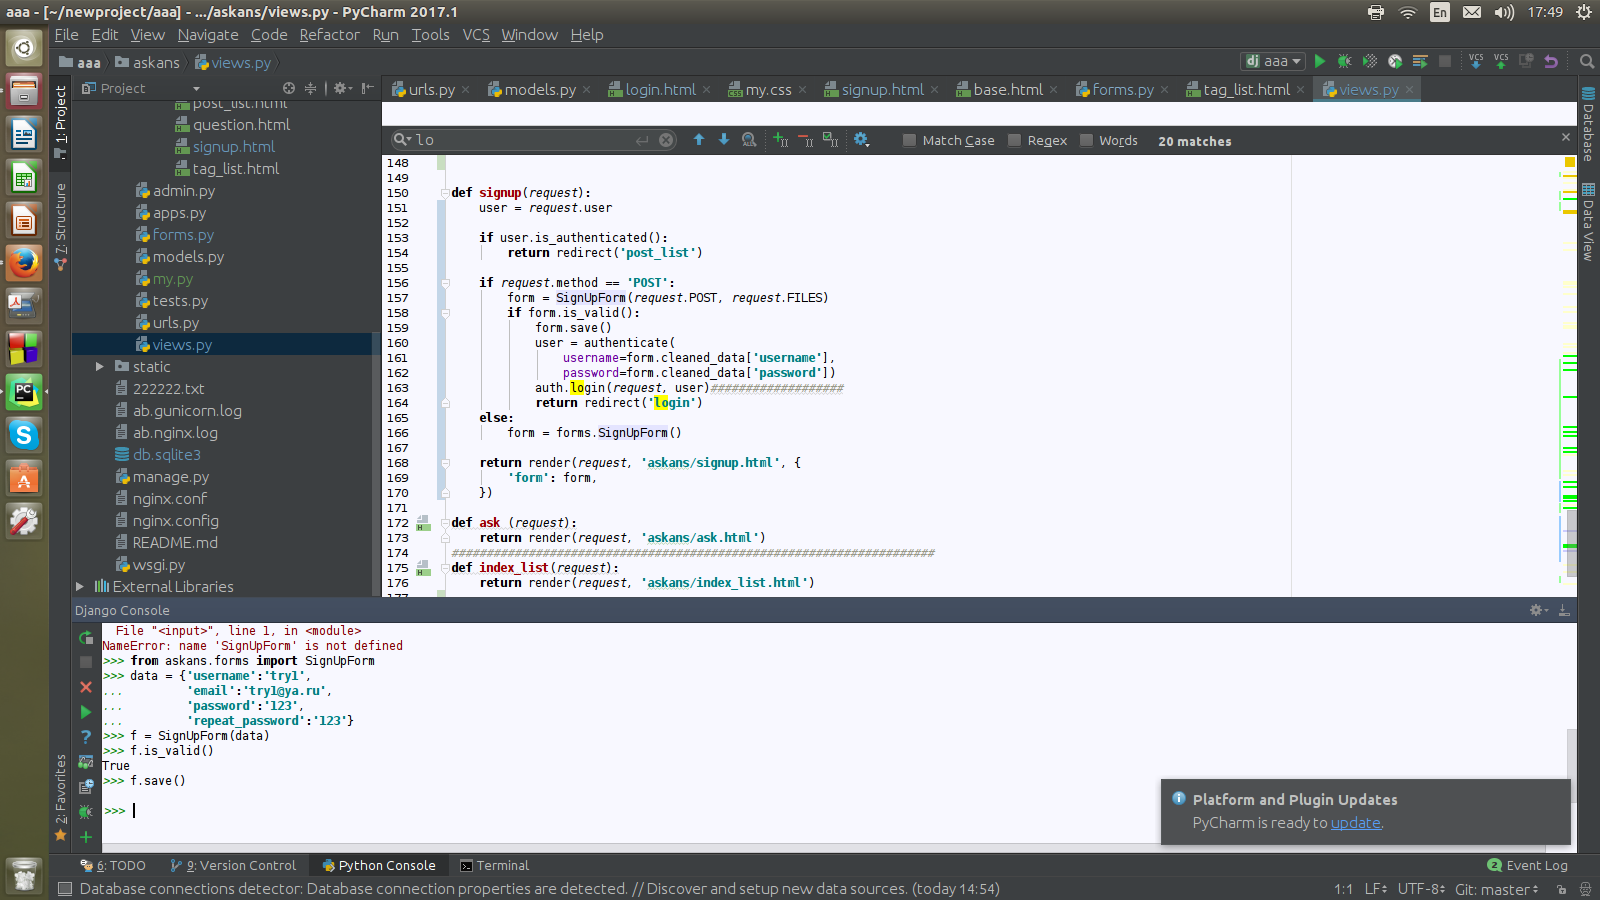 aaa - [~/newproject/aaa] - .../askans/views.py - PyCharm 2017.1
En
17:49
File Edit View Navigate Code Refactor Run Tools VCS Window Help
aaa askans views.py
dj aaa
VCS VCS
Project
urls.py models.py login.html my.css signup.html base.html forms.py tag_list.html views.py
lo
Match Case Regex Words 20 matches
1: Project
7: Structure
2: Favorites
Database
Data View
post_list.html
question.html
signup.html
tag_list.html
admin.py
apps.py
forms.py
models.py
my.py
tests.py
urls.py
views.py
static
222222.txt
ab.gunicorn.log
ab.nginx.log
db.sqlite3
manage.py
nginx.conf
nginx.config
README.md
wsgi.py
External Libraries
148
149
150 def signup(request):
151 user = request.user
152
153 if user.is_authenticated():
154 return redirect('post_list')
155
156 if request.method == 'POST':
157 form = SignUpForm(request.POST, request.FILES)
158 if form.is_valid():
159 form.save()
160 user = authenticate(
161 username=form.cleaned_data['username'],
162 password=form.cleaned_data['password'])
163 auth.login(request, user)###################
164 return redirect('login')
165 else:
166 form = forms.SignUpForm()
167
168 return render(request, 'askans/signup.html', {
169 'form': form,
170 })
171
172 def ask (request):
173 return render(request, 'askans/ask.html')
174 #####################################################################
175 def index_list(request):
176 return render(request, 'askans/index_list.html')
177
Django Console
File "<input>", line 1, in <module>
NameError: name 'SignUpForm' is not defined
>>> from askans.forms import SignUpForm
>>> data = {'username':'try1',
... 'email':'try1@ya.ru',
... 'password':'123',
... 'repeat_password':'123'}
>>> f = SignUpForm(data)
>>> f.is_valid()
True
>>> f.save()
>>>
Platform and Plugin Updates
PyCharm is ready to update.
6: TODO 9: Version Control Python Console Terminal
2 Event Log
Database connections detector: Database connection properties are detected. // Discover and setup new data sources. (today 14:54)
1:1 LF UTF-8 Git: master